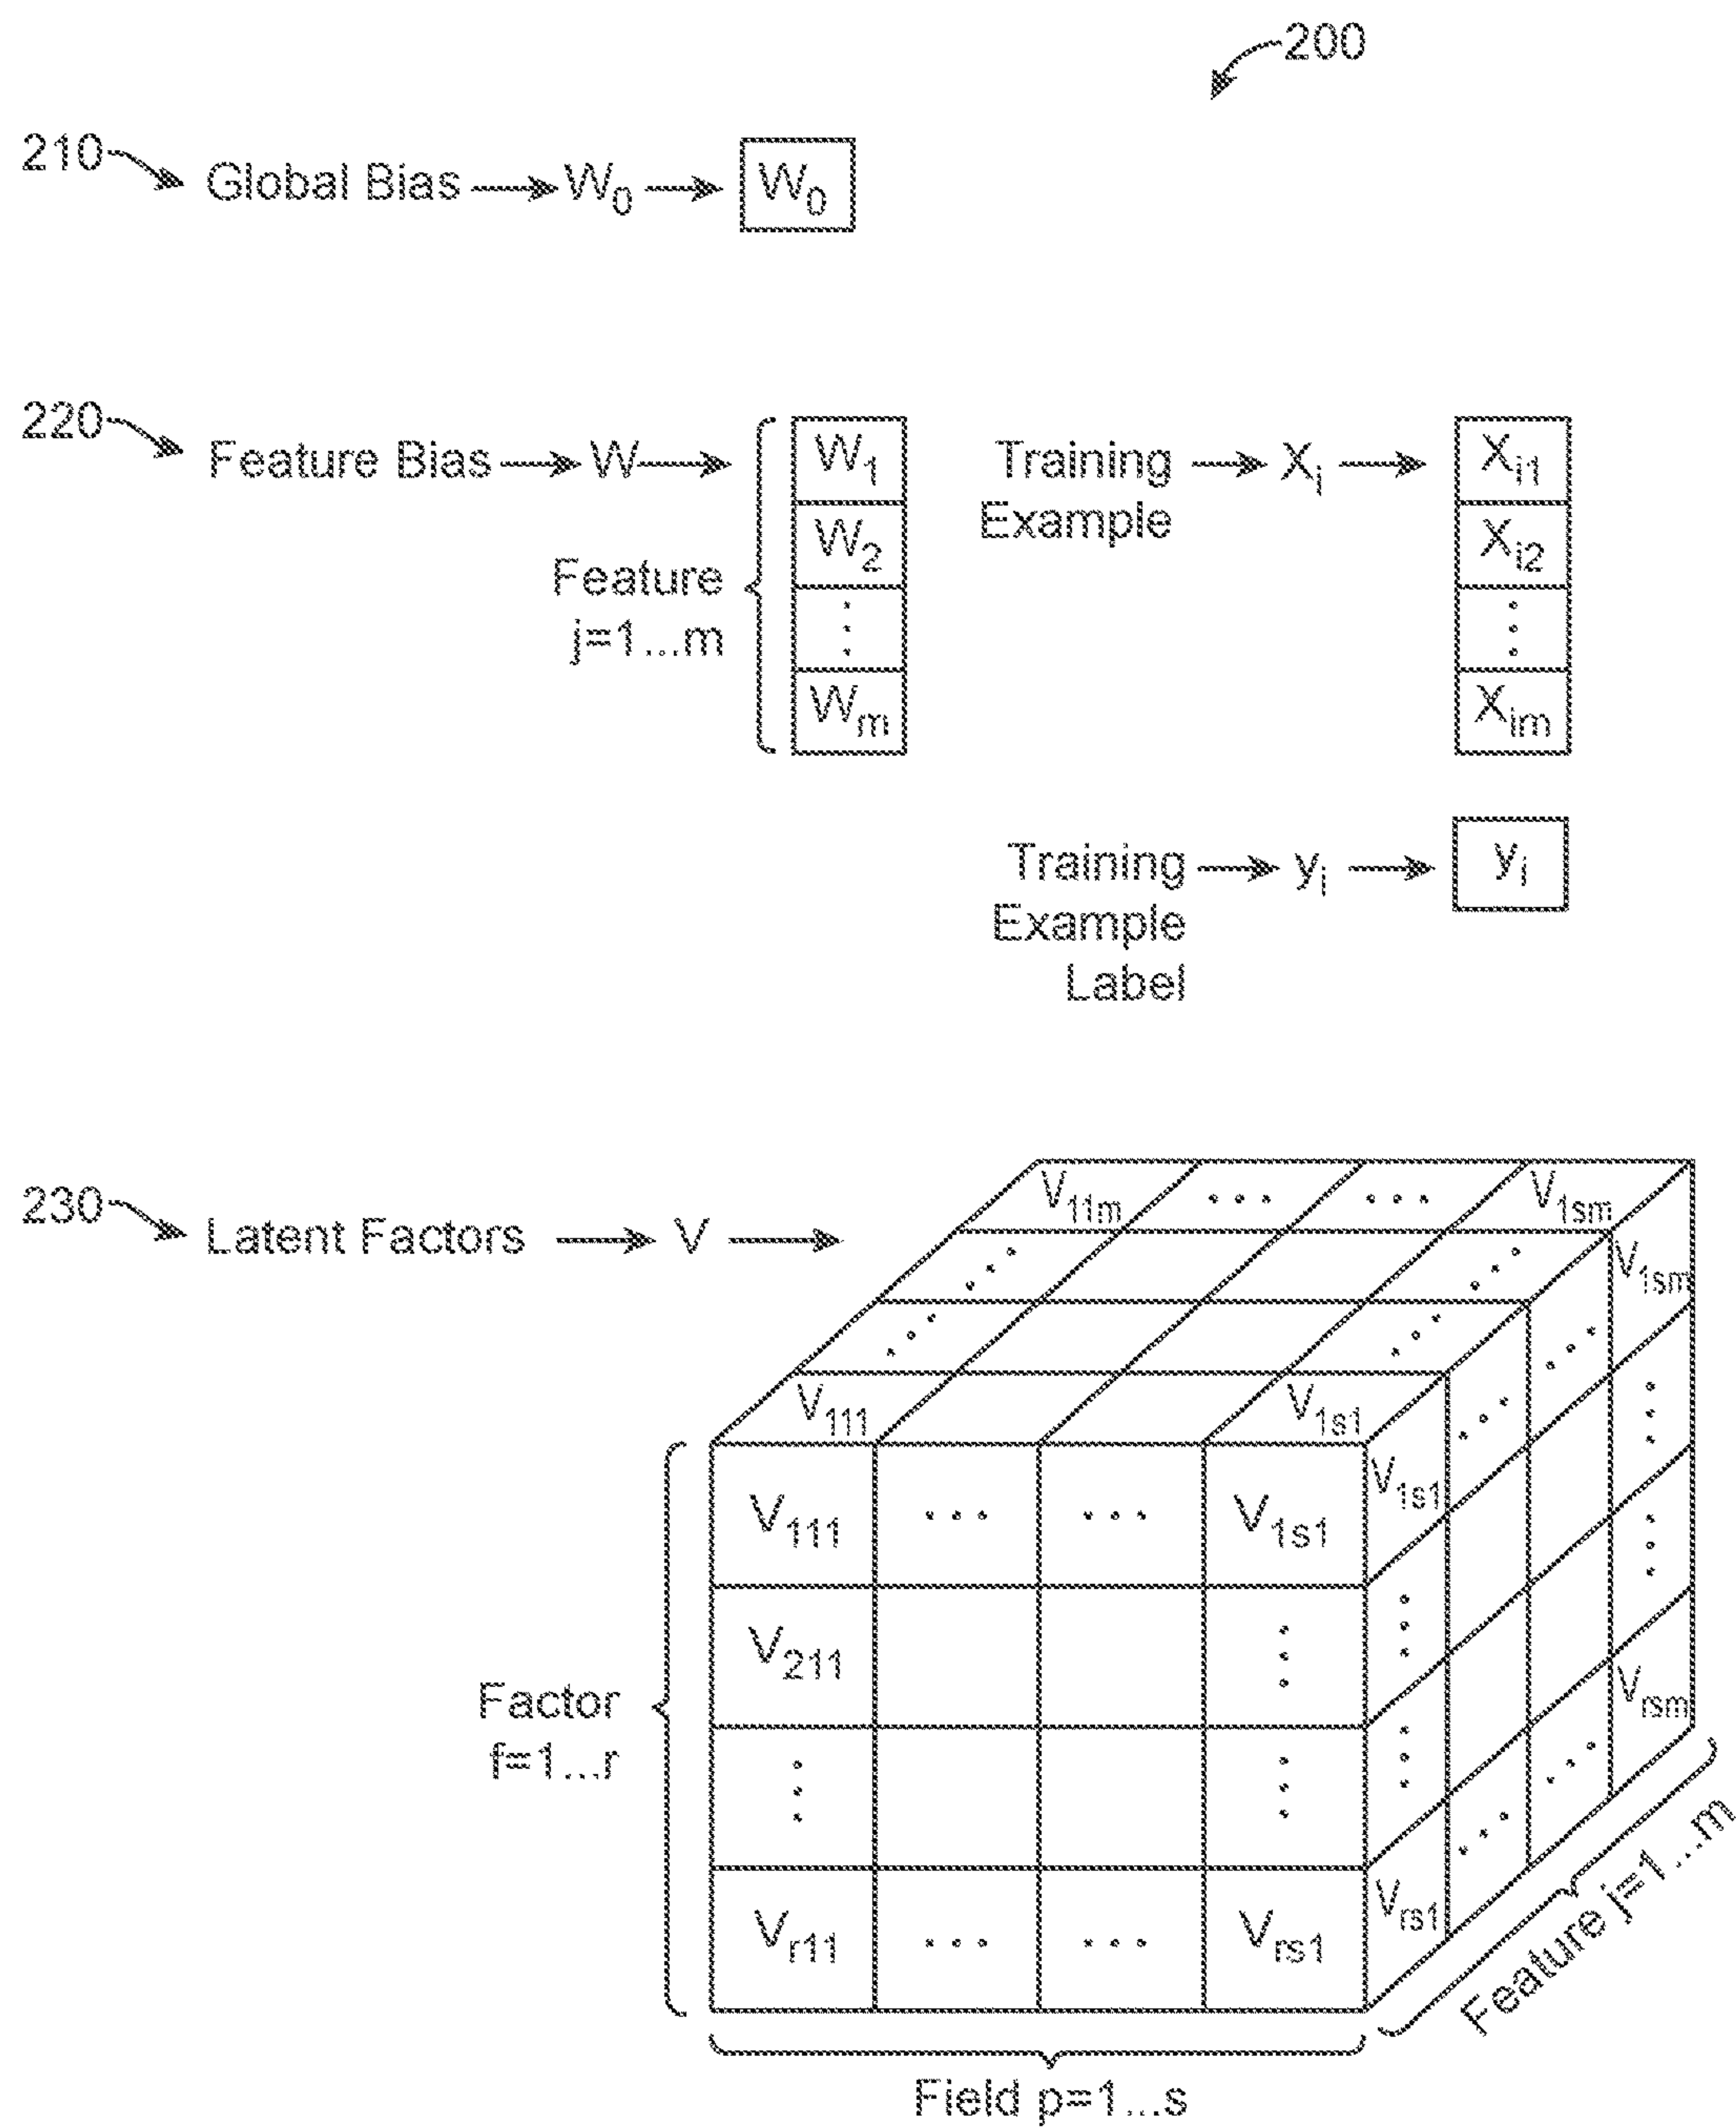 200
210
Global Bias → W0 → W0
220
Feature Bias → W → W1
W2
⋮
Wm
Feature
j=1...m
Training
Example
→ Xi → Xi1
Xi2
⋮
Xim
Training
Example
Label
→ yi → yi
230
Latent Factors → V →
V11m ... ... V1sm
V111 V1s1
V1sm
V1s1
Vrsm
Vrs1
V111 ... ... V1s1
V211
Vr11 ... ... Vrs1
Factor
f=1...r
Field p=1...s
Feature j=1...m